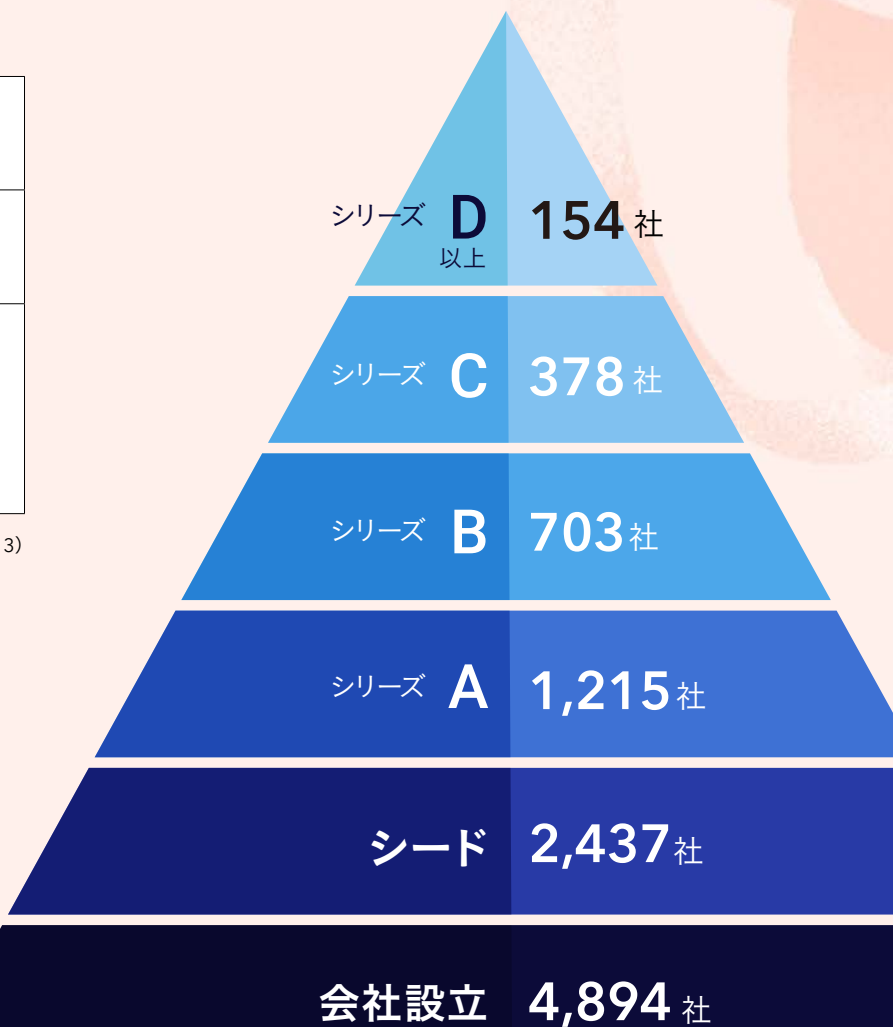 シリーズ D 154 社
以上
シリーズ C 378 社
3）
シリーズ B 703 社
シリーズ A 1,215 社
シード 2,437 社
会社設立 4,894 社